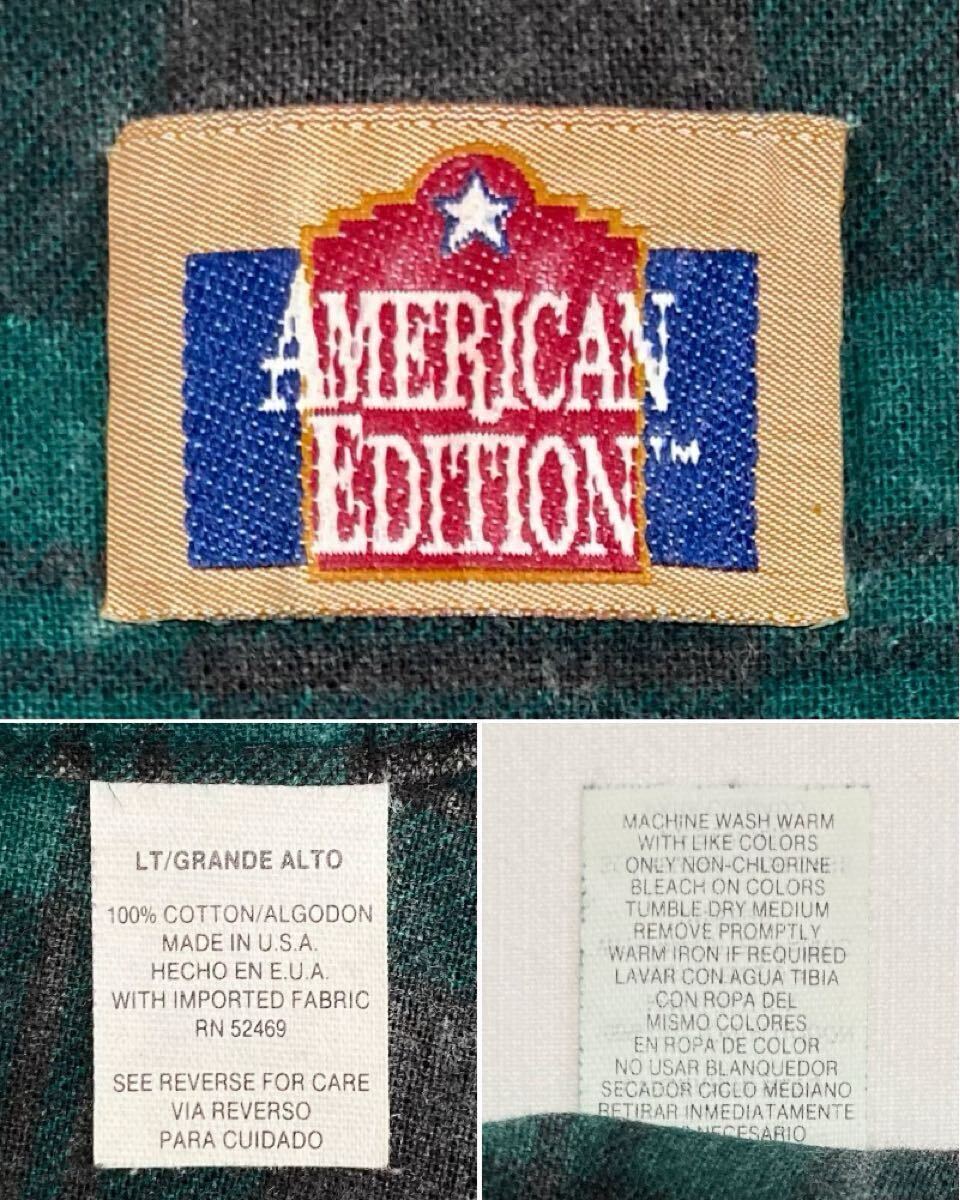 AMERICAN
EDITION™
LT/GRANDE ALTO
100% COTTON/ALGODON
MADE IN U.S.A.
HECHO EN E.U.A.
WITH IMPORTED FABRIC
RN 52469
SEE REVERSE FOR CARE
VIA REVERSO
PARA CUIDADO
MACHINE WASH WARM
WITH LIKE COLORS
ONLY NON-CHLORINE
BLEACH ON COLORS
TUMBLE DRY MEDIUM
REMOVE PROMPTLY
WARM IRON IF REQUIRED
LAVAR CON AGUA TIBIA
CON ROPA DEL
MISMO COLORES
EN ROPA DE COLOR
NO USAR BLANQUEDOR
SECADOR CICLO MEDIANO
RETIRAR INMEDIATAMENTE
NECESARIO